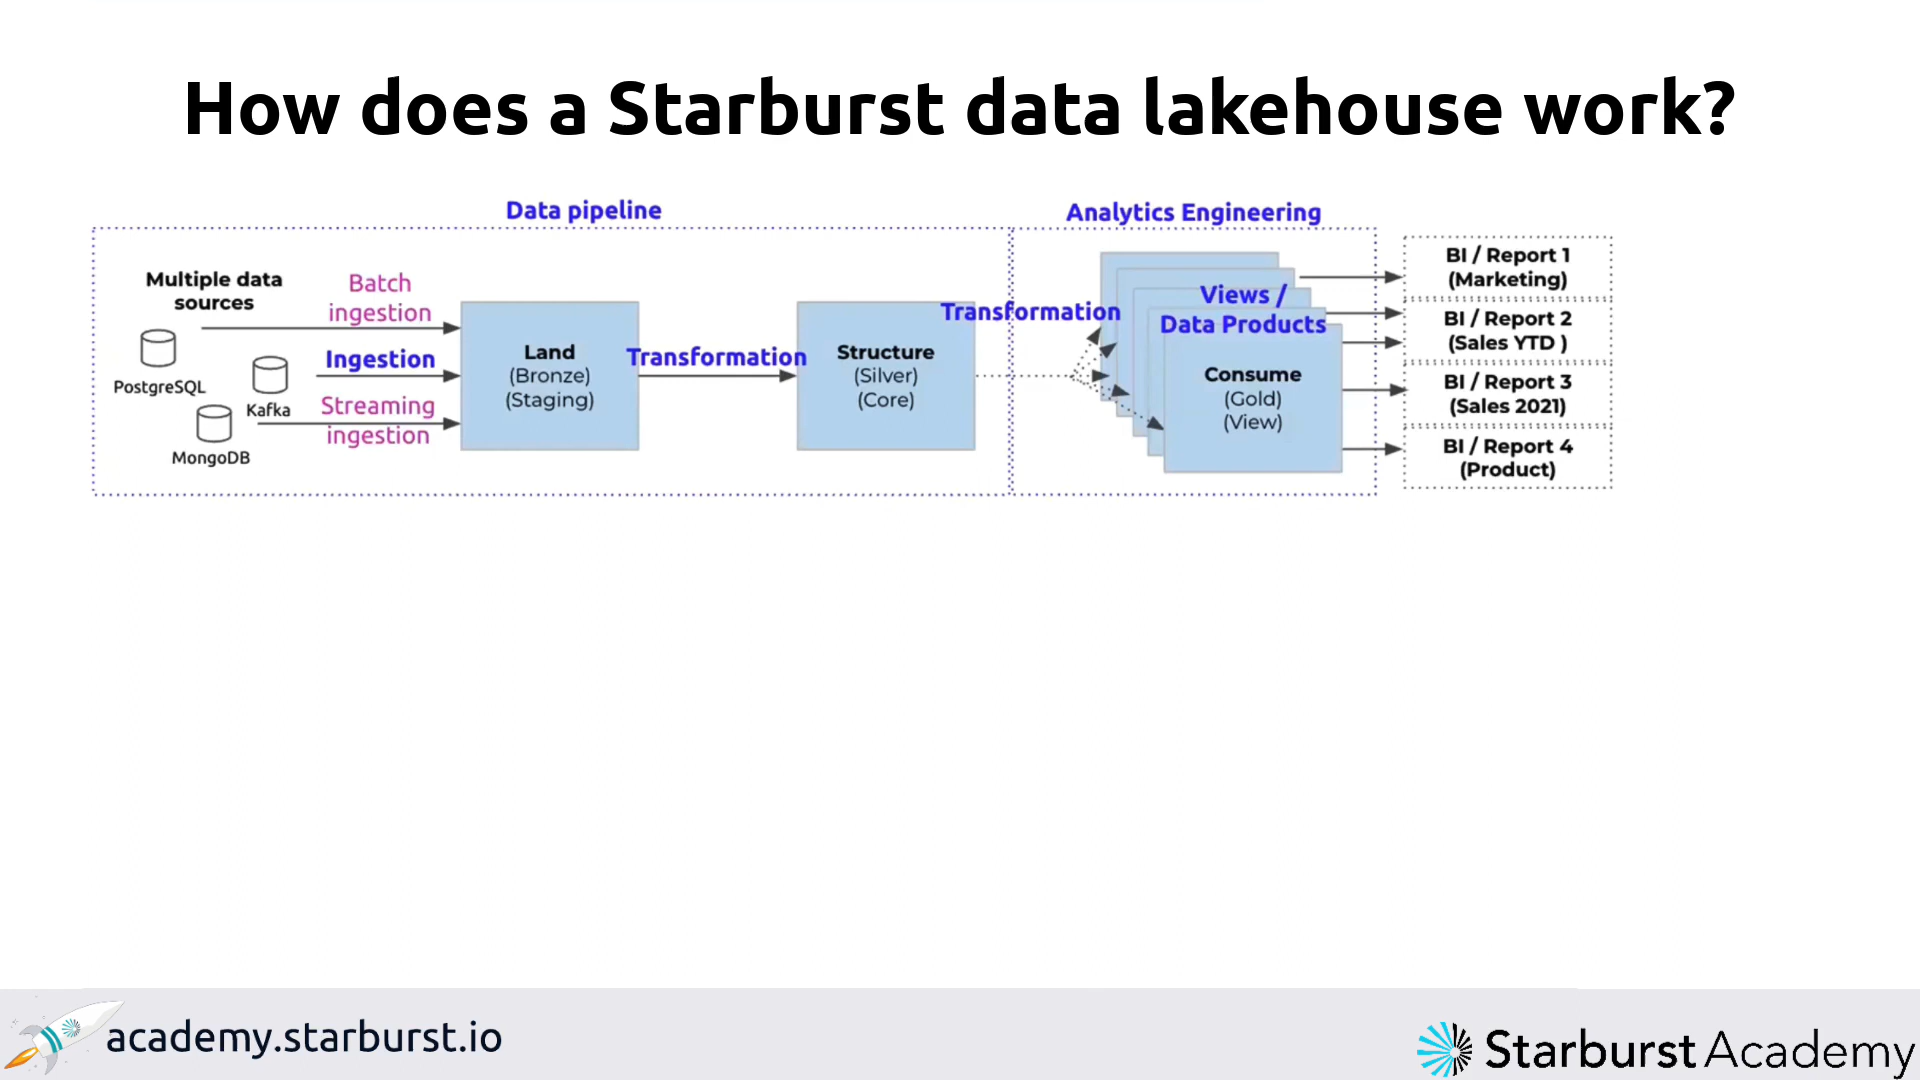 How does a Starburst data lakehouse work?
Data pipeline
Analytics Engineering
Multiple data
sources
PostgreSQL
Kafka
MongoDB
Batch
ingestion
Ingestion
Streaming
ingestion
Land
(Bronze)
(Staging)
Transformation
Structure
(Silver)
(Core)
Transformation
Views /
Data Products
Consume
(Gold)
(View)
BI / Report 1
(Marketing)
BI / Report 2
(Sales YTD )
BI / Report 3
(Sales 2021)
BI / Report 4
(Product)
academy.starburst.io
Starburst Academy